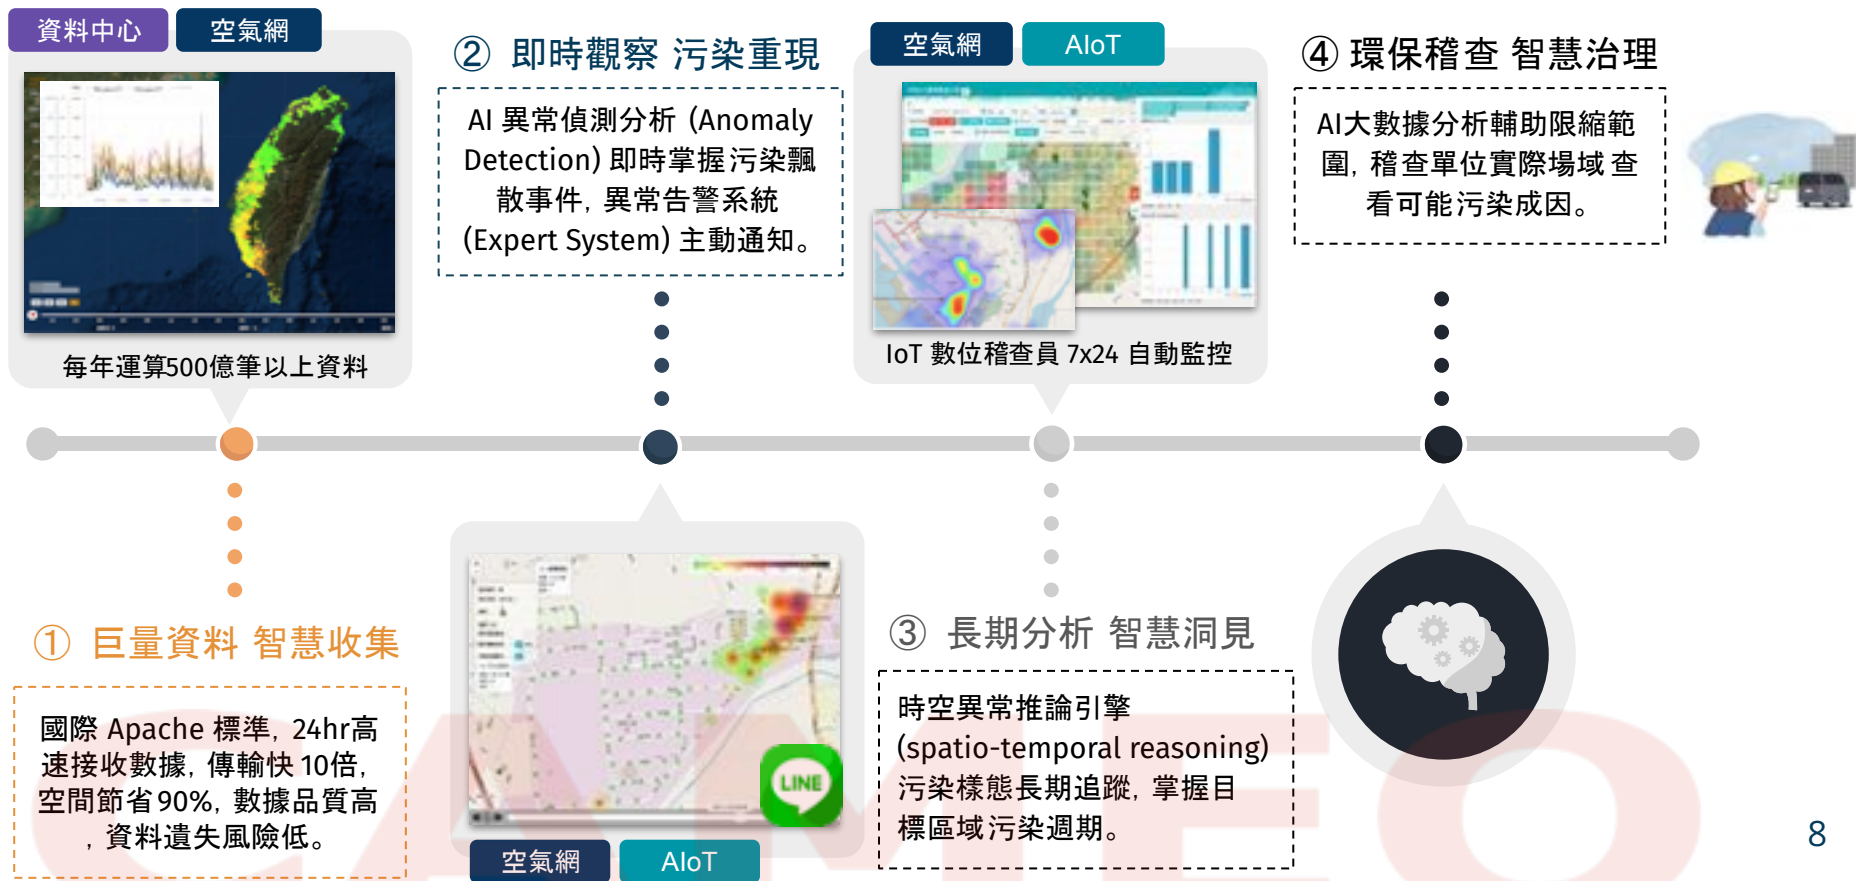 資料中心
空氣網
每年運算500億筆以上資料
① 巨量資料 智慧收集
國際 Apache 標準, 24hr高
速接收數據, 傳輸快10倍,
空間節省90%, 數據品質高
, 資料遺失風險低。
② 即時觀察 污染重現
AI 異常偵測分析 (Anomaly
Detection) 即時掌握污染飄
散事件, 異常告警系統
(Expert System) 主動通知。
LINE
空氣網
AIoT
空氣網
AIoT
IoT 數位稽查員 7x24 自動監控
③ 長期分析 智慧洞見
時空異常推論引擎
(spatio-temporal reasoning)
污染樣態長期追蹤, 掌握目
標區域污染週期。
④ 環保稽查 智慧治理
AI大數據分析輔助限縮範
圍, 稽查單位實際場域查
看可能污染成因。
CAMEO
8